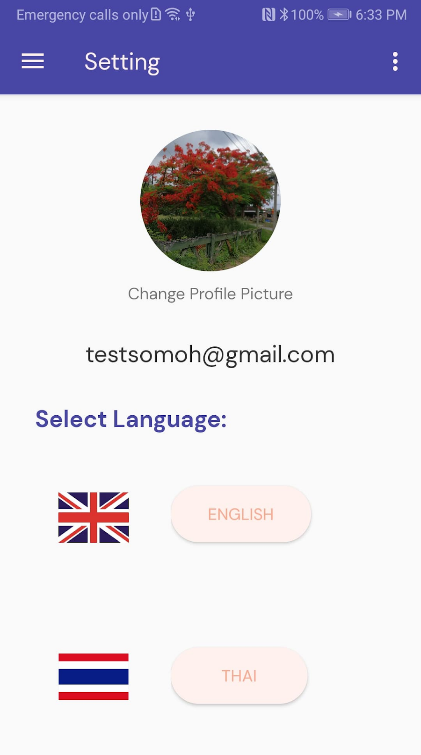 Emergency calls only
100%
6:33 PM
Setting
Change Profile Picture
testsomoh@gmail.com
Select Language:
ENGLISH
THAI